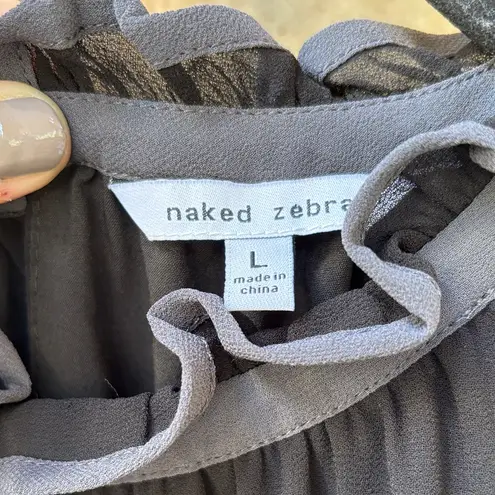 naked zebra
L
made in
china